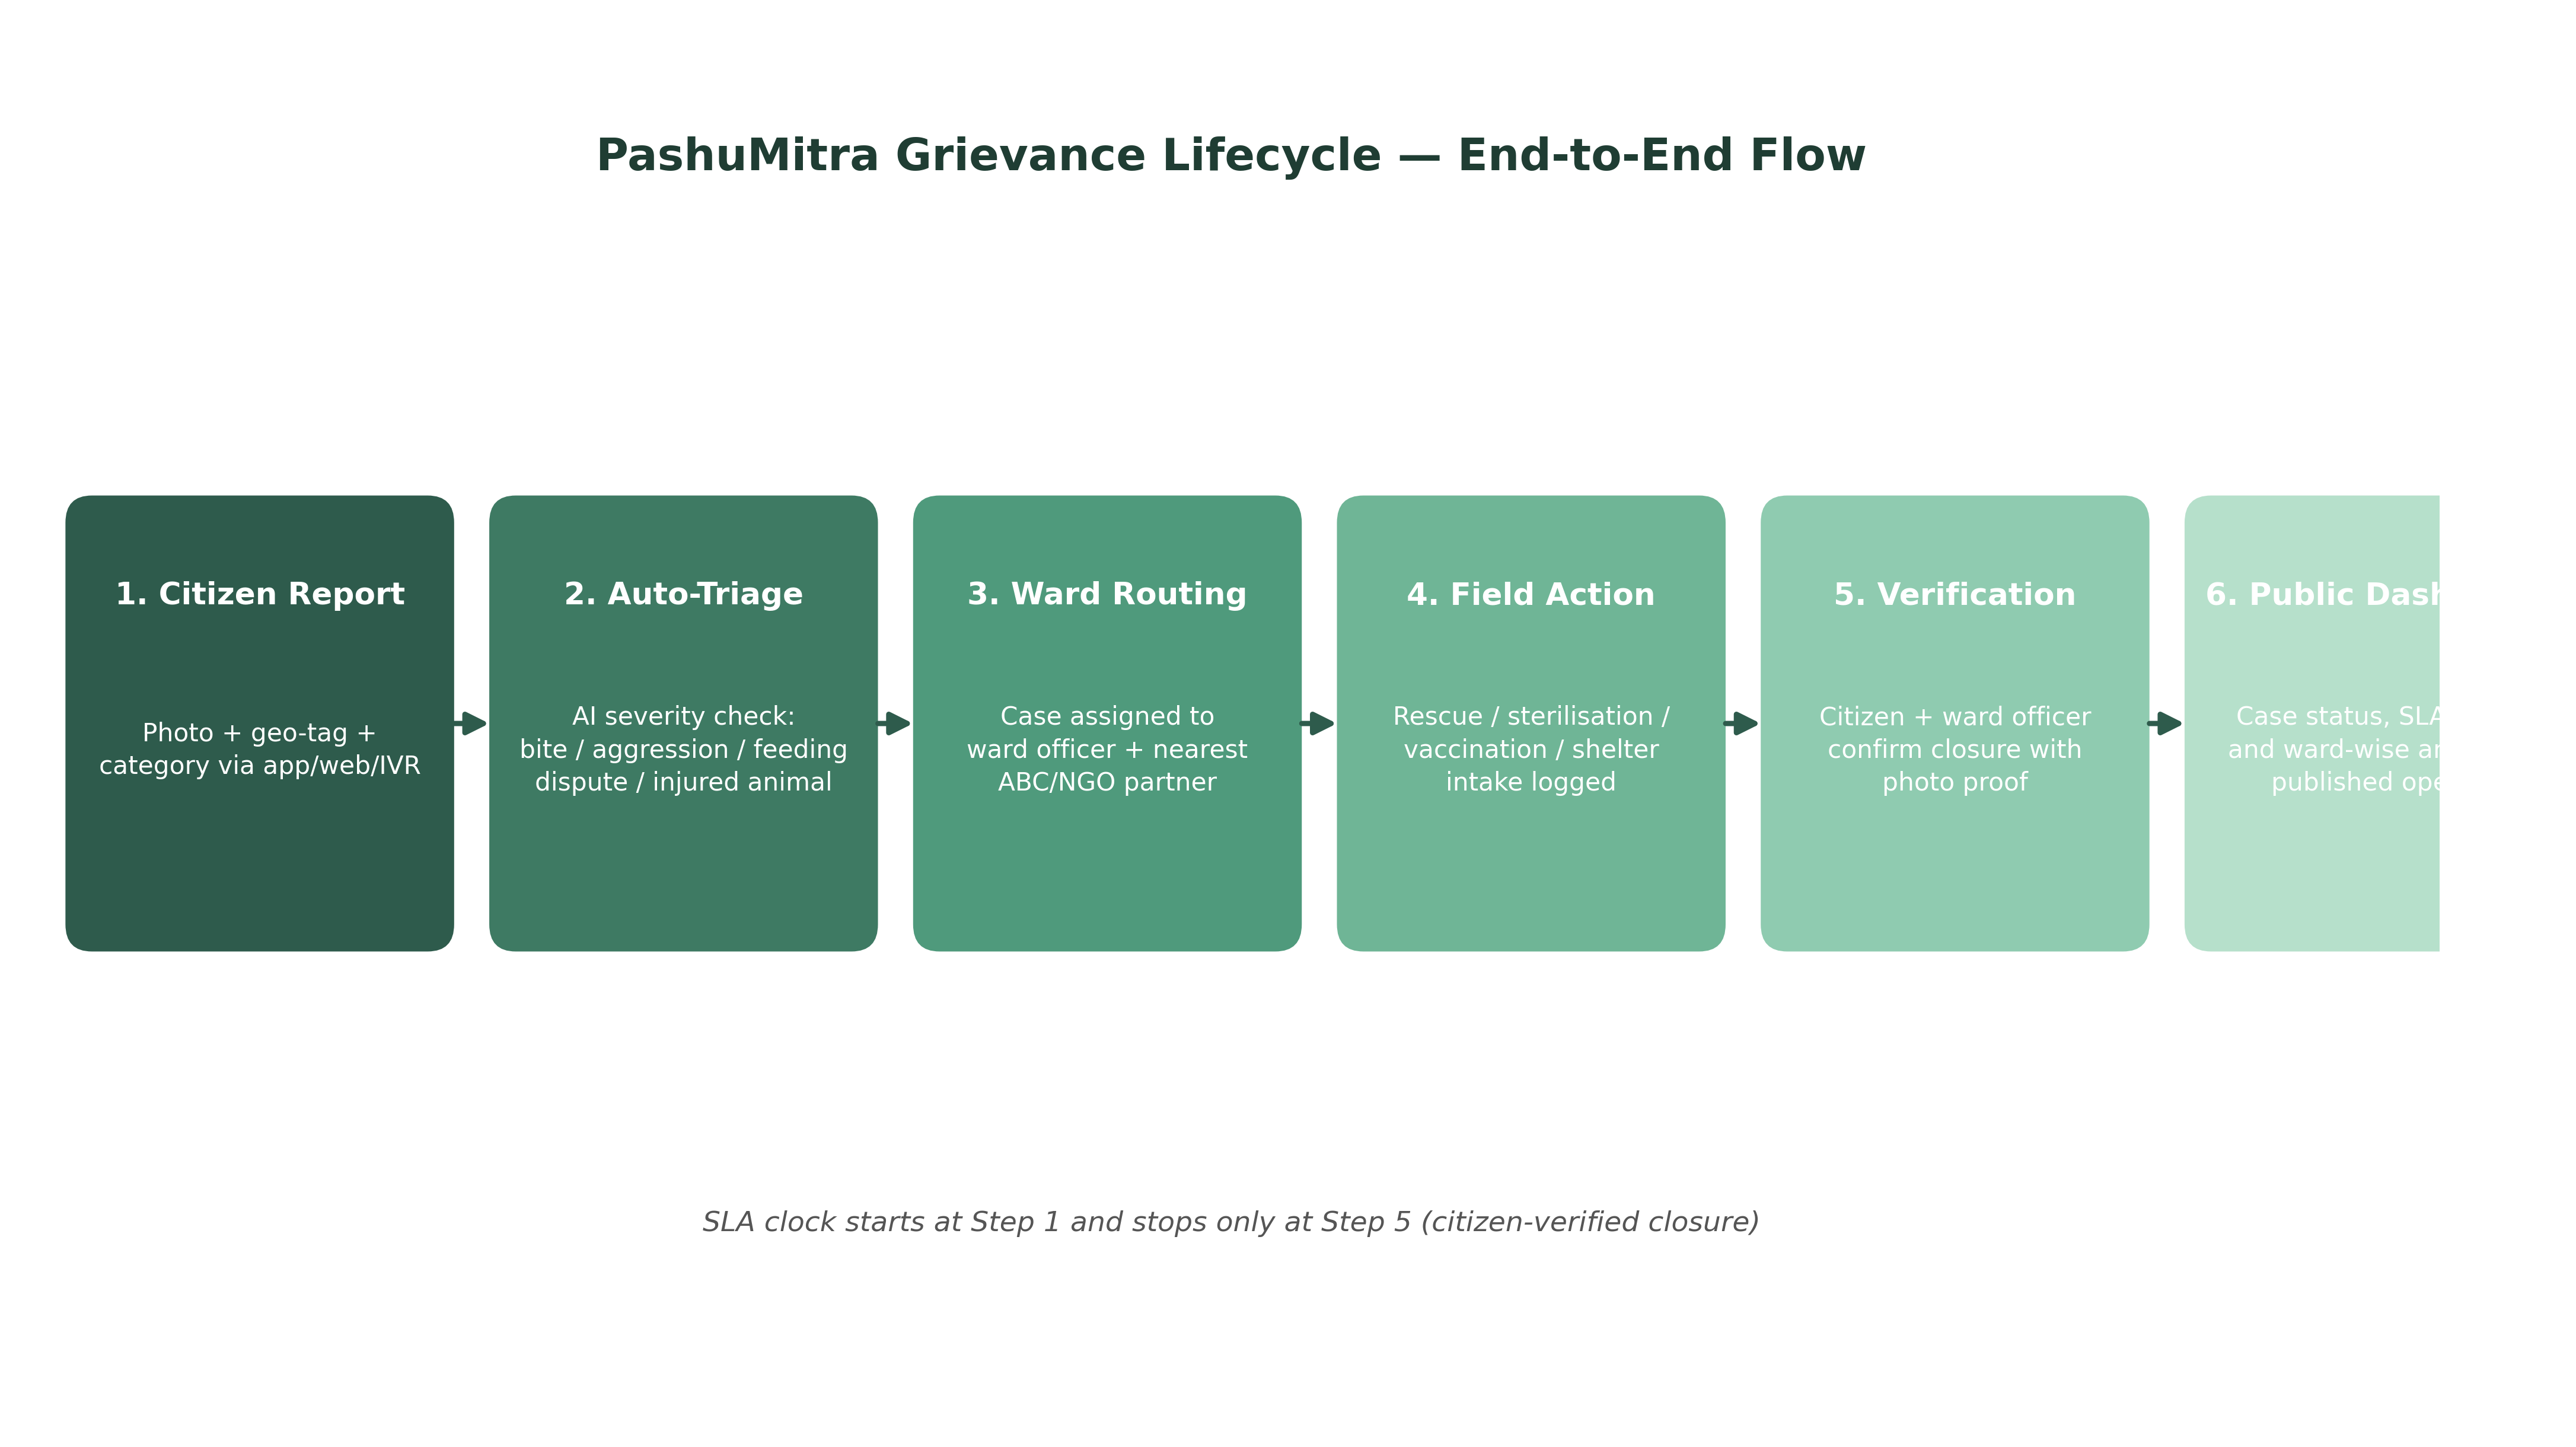 PashuMitra Grievance Lifecycle — End-to-End Flow
1. Citizen Report
Photo + geo-tag +
category via app/web/IVR
2. Auto-Triage
AI severity check:
bite / aggression / feeding
dispute / injured animal
3. Ward Routing
Case assigned to
ward officer + nearest
ABC/NGO partner
4. Field Action
Rescue / sterilisation /
vaccination / shelter
intake logged
5. Verification
Citizen + ward officer
confirm closure with
photo proof
6. Public
Case status, SLA
and ward-wise
published
SLA clock starts at Step 1 and stops only at Step 5 (citizen-verified closure)